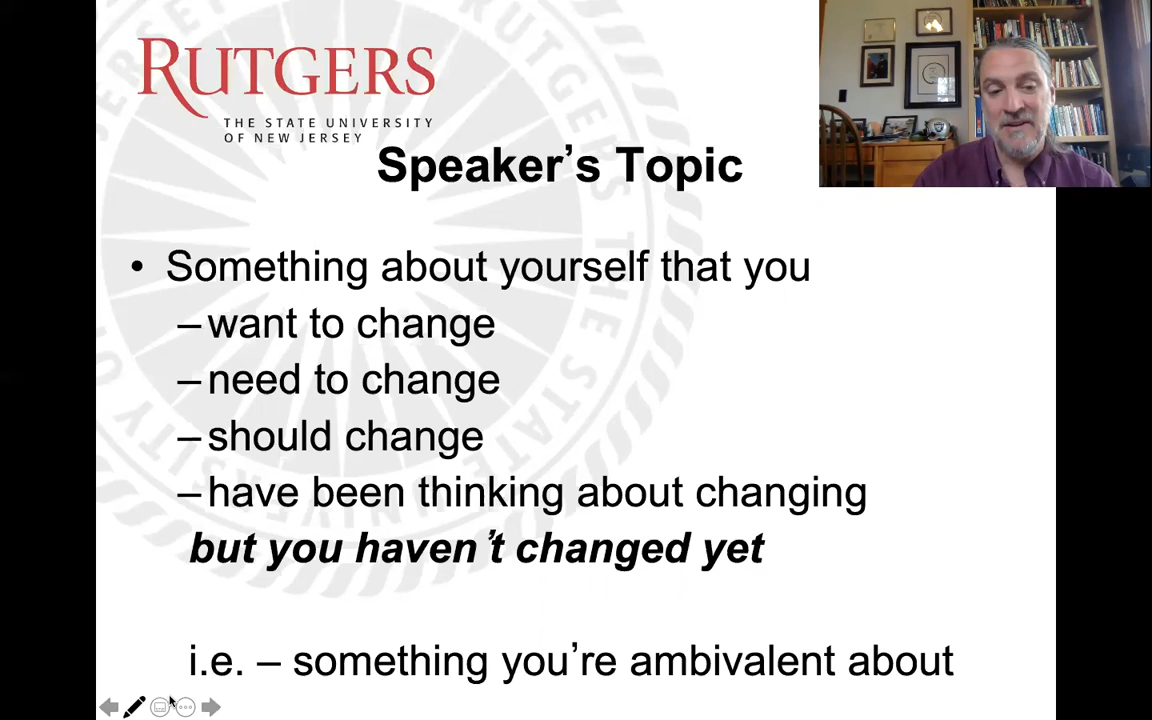 RUTGERS
THE STATE UNIVERSITY
OF NEW JERSEY
Speaker’s Topic
• Something about yourself that you
–want to change
–need to change
–should change
–have been thinking about changing
but you haven’t changed yet
i.e. – something you’re ambivalent about